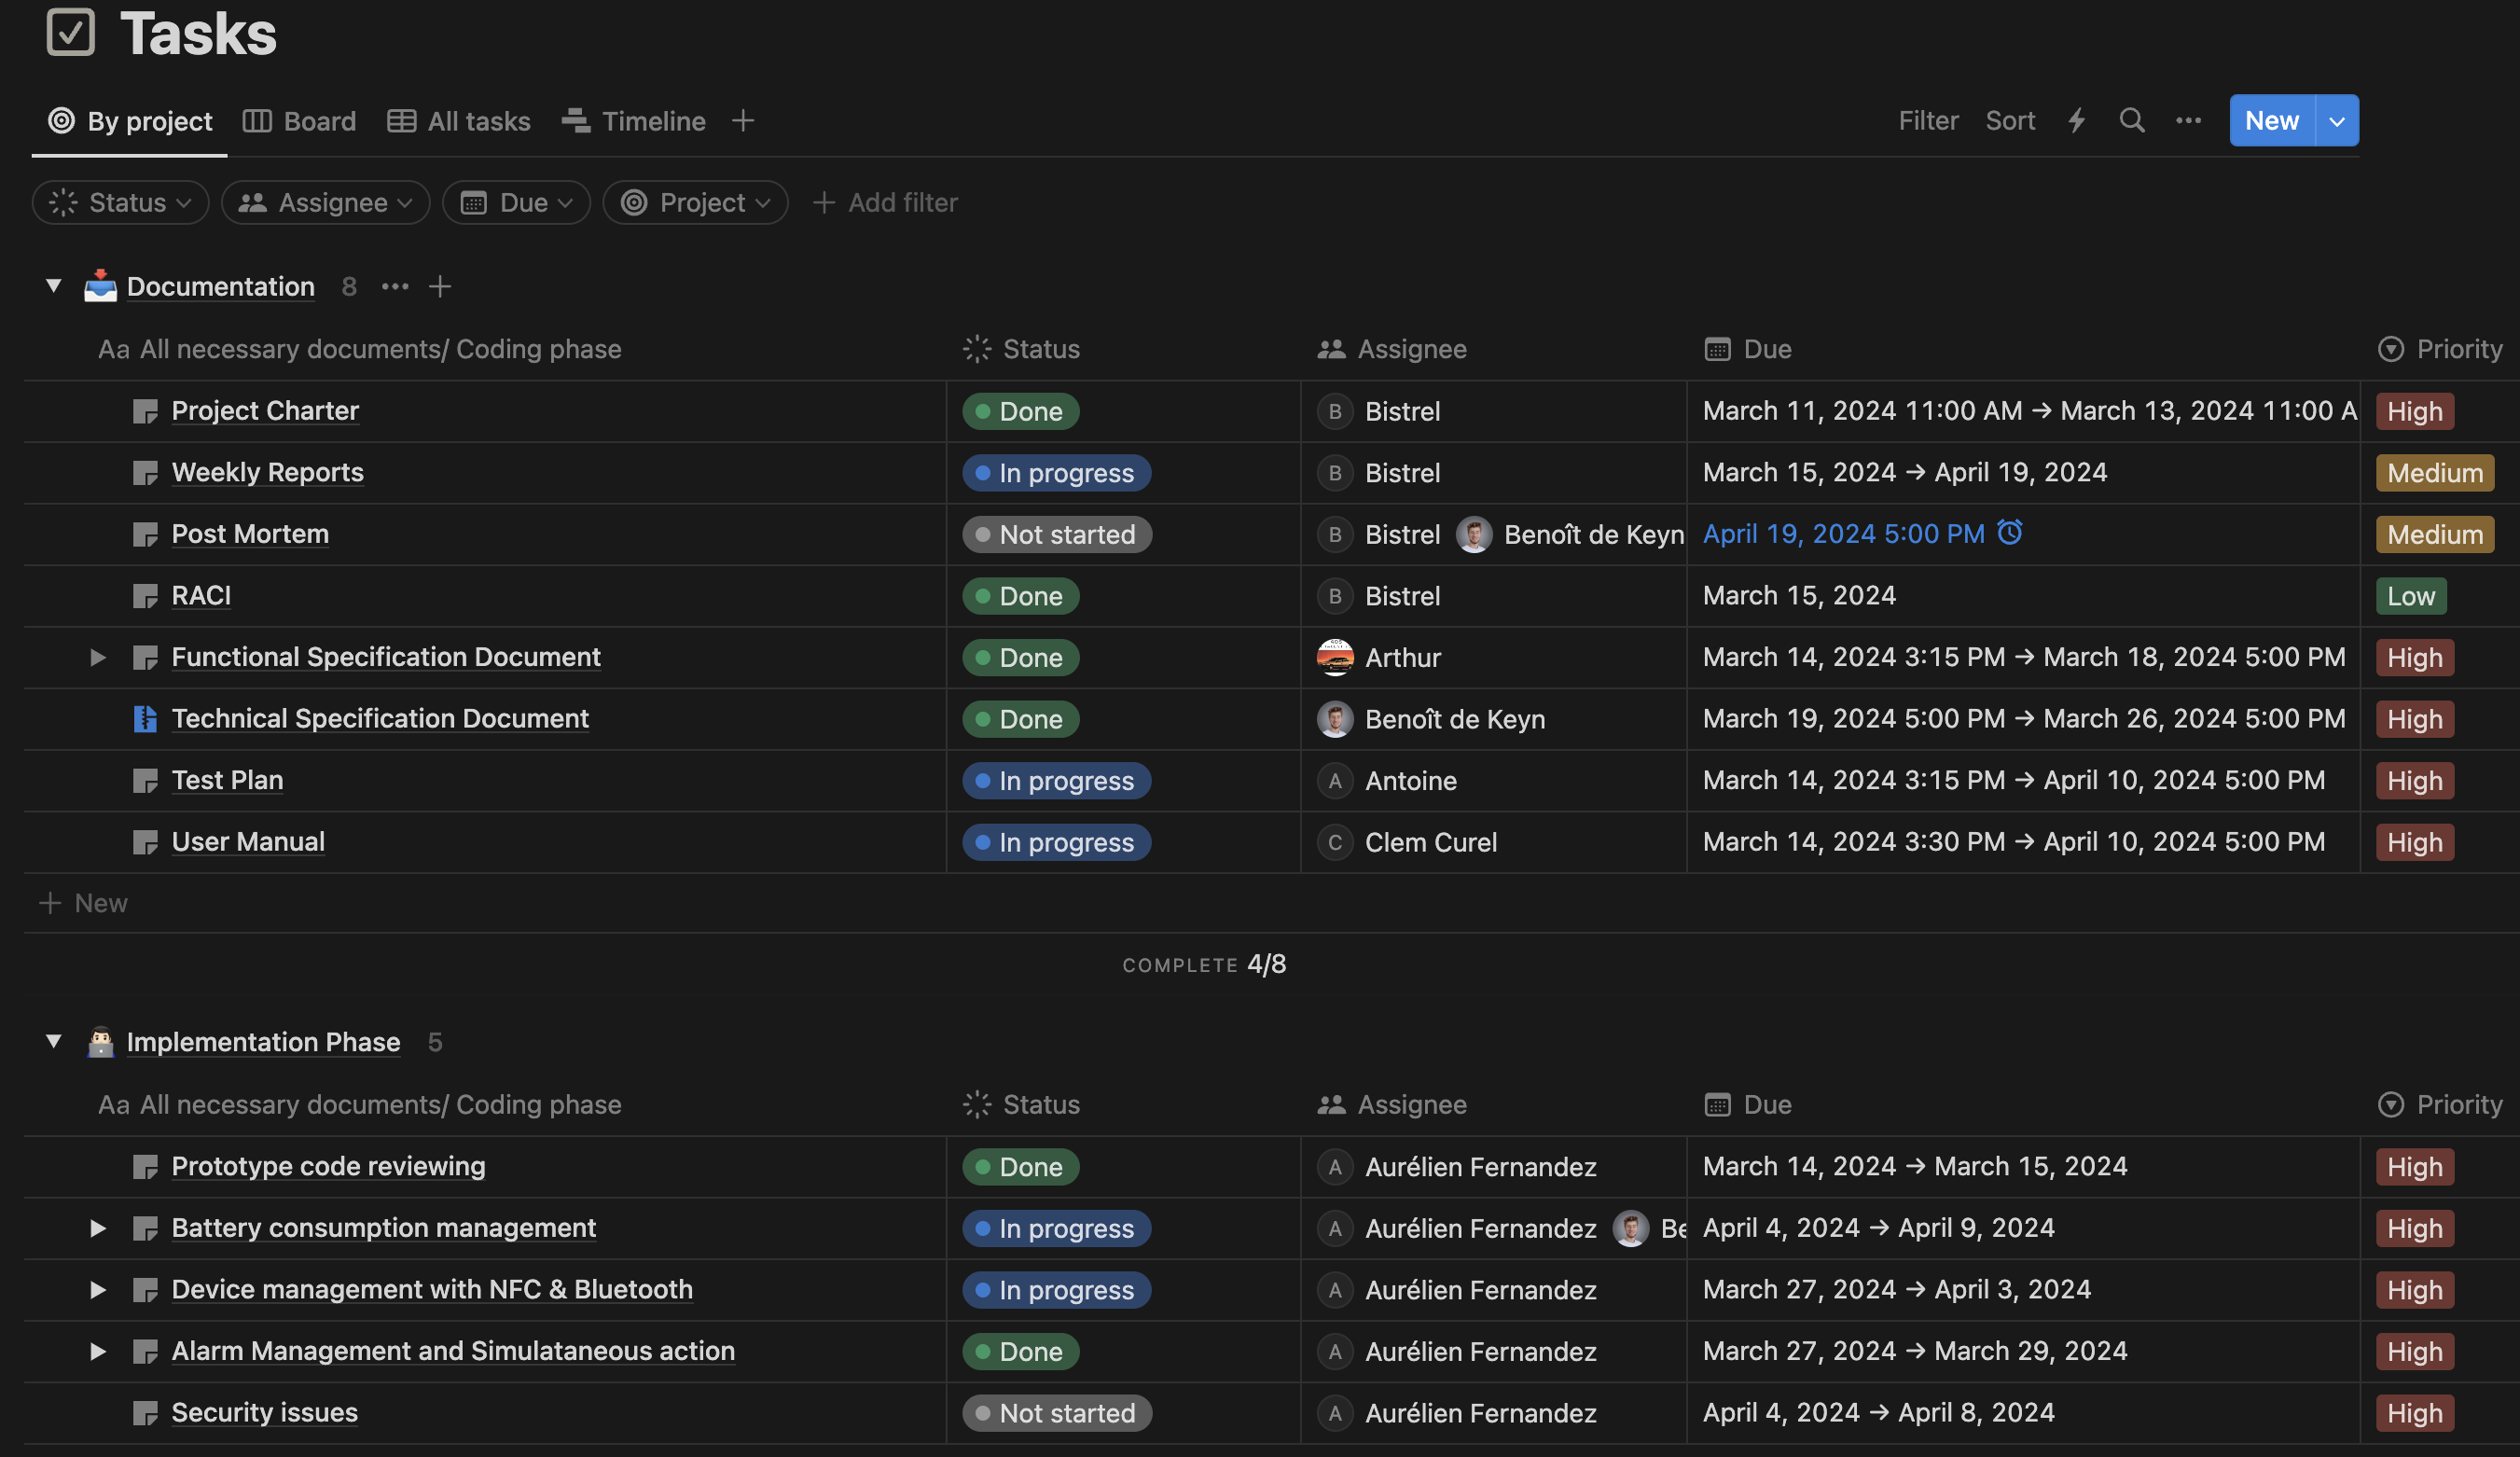 Tasks
By project Board All tasks Timeline Filter Sort New
Status Assignee Due Project Add filter
Documentation 8
Aa All necessary documents/ Coding phase Status Assignee Due Priority
Project Charter Done B Bistrel March 11, 2024 11:00 AM → March 13, 2024 11:00 A High
Weekly Reports In progress B Bistrel March 15, 2024 → April 19, 2024 Medium
Post Mortem Not started B Bistrel Benoît de Keyn April 19, 2024 5:00 PM Medium
RACI Done B Bistrel March 15, 2024 Low
Functional Specification Document Done Arthur March 14, 2024 3:15 PM → March 18, 2024 5:00 PM High
Technical Specification Document Done Benoît de Keyn March 19, 2024 5:00 PM → March 26, 2024 5:00 PM High
Test Plan In progress A Antoine March 14, 2024 3:15 PM → April 10, 2024 5:00 PM High
User Manual In progress C Clem Curel March 14, 2024 3:30 PM → April 10, 2024 5:00 PM High
New
COMPLETE 4/8
Implementation Phase 5
Aa All necessary documents/ Coding phase Status Assignee Due Priority
Prototype code reviewing Done A Aurélien Fernandez March 14, 2024 → March 15, 2024 High
Battery consumption management In progress A Aurélien Fernandez Be April 4, 2024 → April 9, 2024 High
Device management with NFC & Bluetooth In progress A Aurélien Fernandez March 27, 2024 → April 3, 2024 High
Alarm Management and Simulataneous action Done A Aurélien Fernandez March 27, 2024 → March 29, 2024 High
Security issues Not started A Aurélien Fernandez April 4, 2024 → April 8, 2024 High